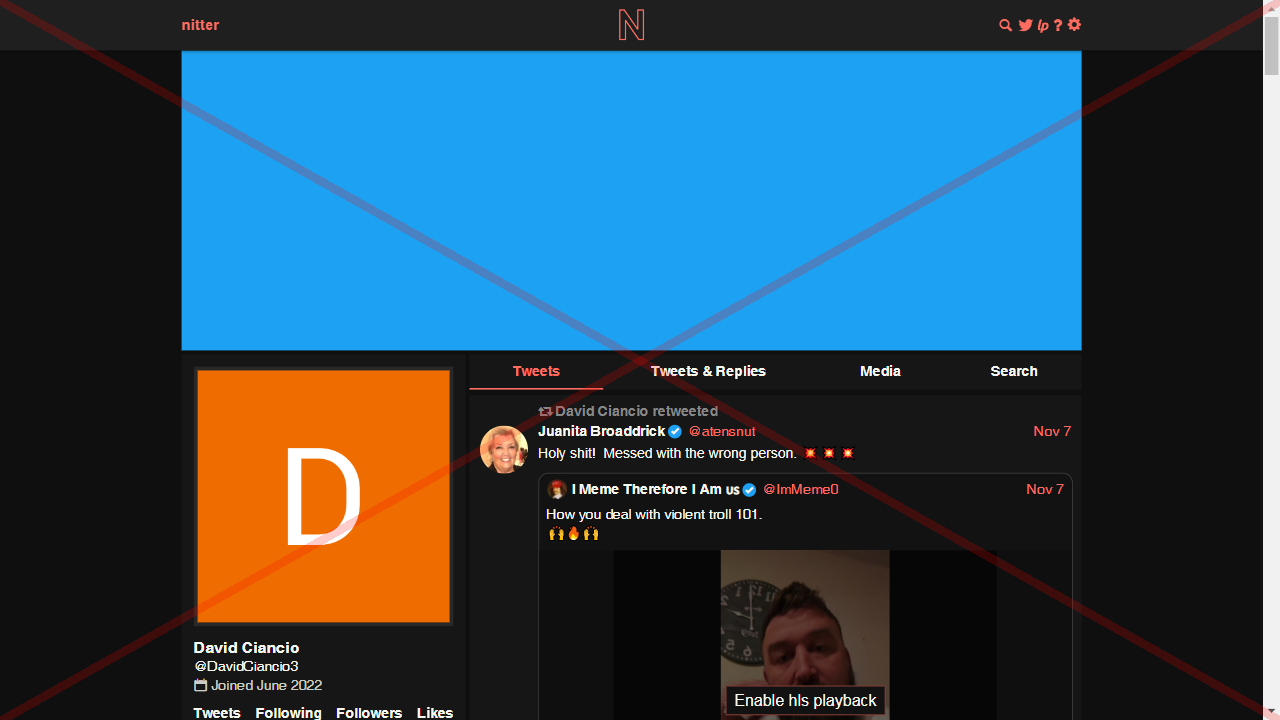 nitter
N
lp ?
Tweets Tweets & Replies Media Search
David Ciancio retweeted
Juanita Broaddrick @atensnut Nov 7
Holy shit! Messed with the wrong person. 💥 💥 💥
I Meme Therefore I Am 🇺🇸 @ImMeme0 Nov 7
How you deal with violent troll 101.
🙌🔥🙌
Enable hls playback
D
David Ciancio
@DavidCiancio3
Joined June 2022
Tweets Following Followers Likes